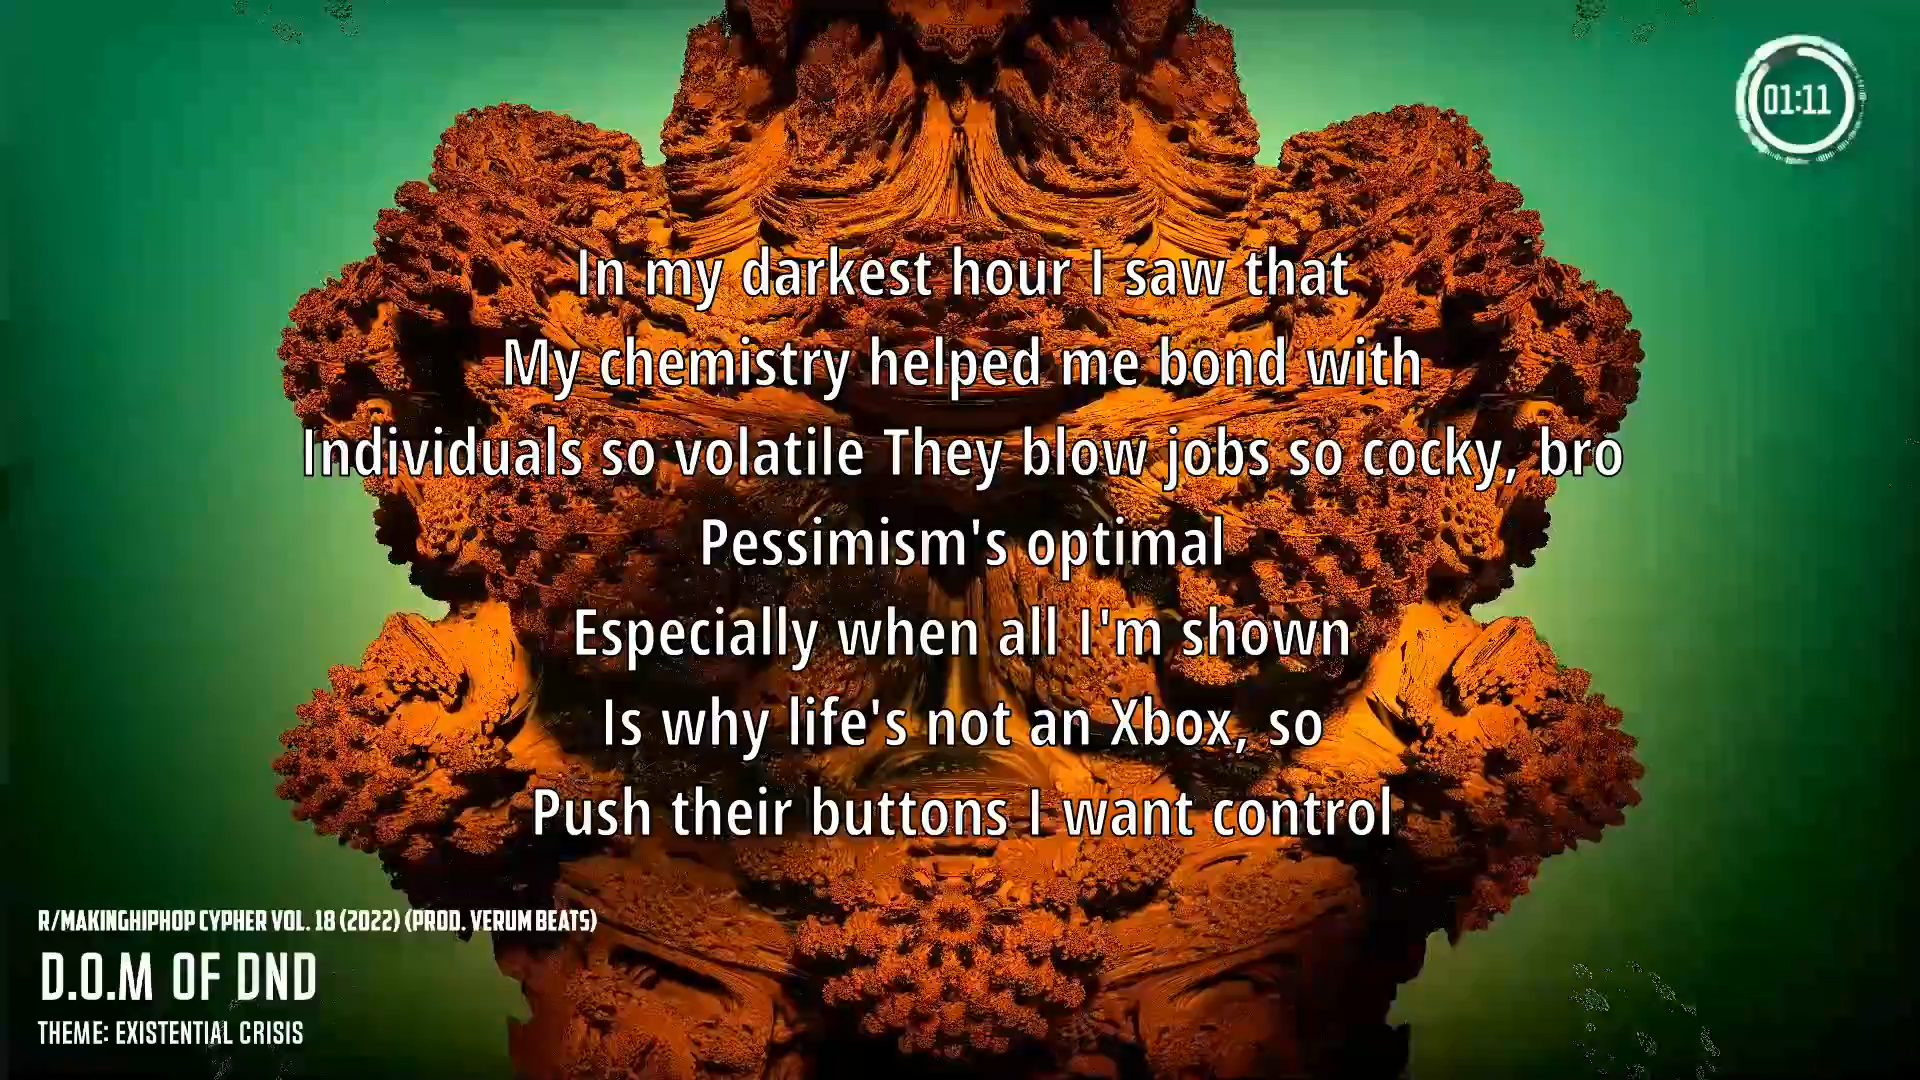 01:11
In my darkest hour I saw that
My chemistry helped me bond with
Individuals so volatile They blow jobs so cocky, bro
Pessimism's optimal
Especially when all I'm shown
Is why life's not an Xbox, so
Push their buttons I want control
R/MAKINGHIPHOP CYPHER VOL. 18 (2022) (PROD. VERUM BEATS)
D.O.M OF DND
THEME: EXISTENTIAL CRISIS